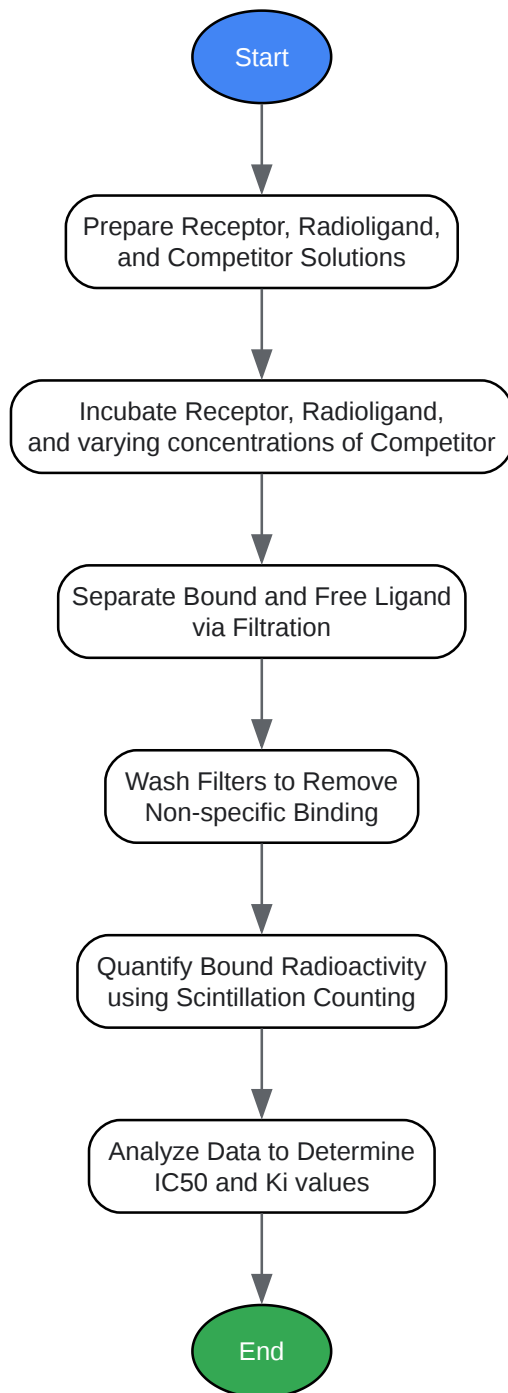 Start
Prepare Receptor, Radioligand,
and Competitor Solutions
Incubate Receptor, Radioligand,
and varying concentrations of Competitor
Separate Bound and Free Ligand
via Filtration
Wash Filters to Remove
Non-specific Binding
Quantify Bound Radioactivity
using Scintillation Counting
Analyze Data to Determine
IC50 and Ki values
End